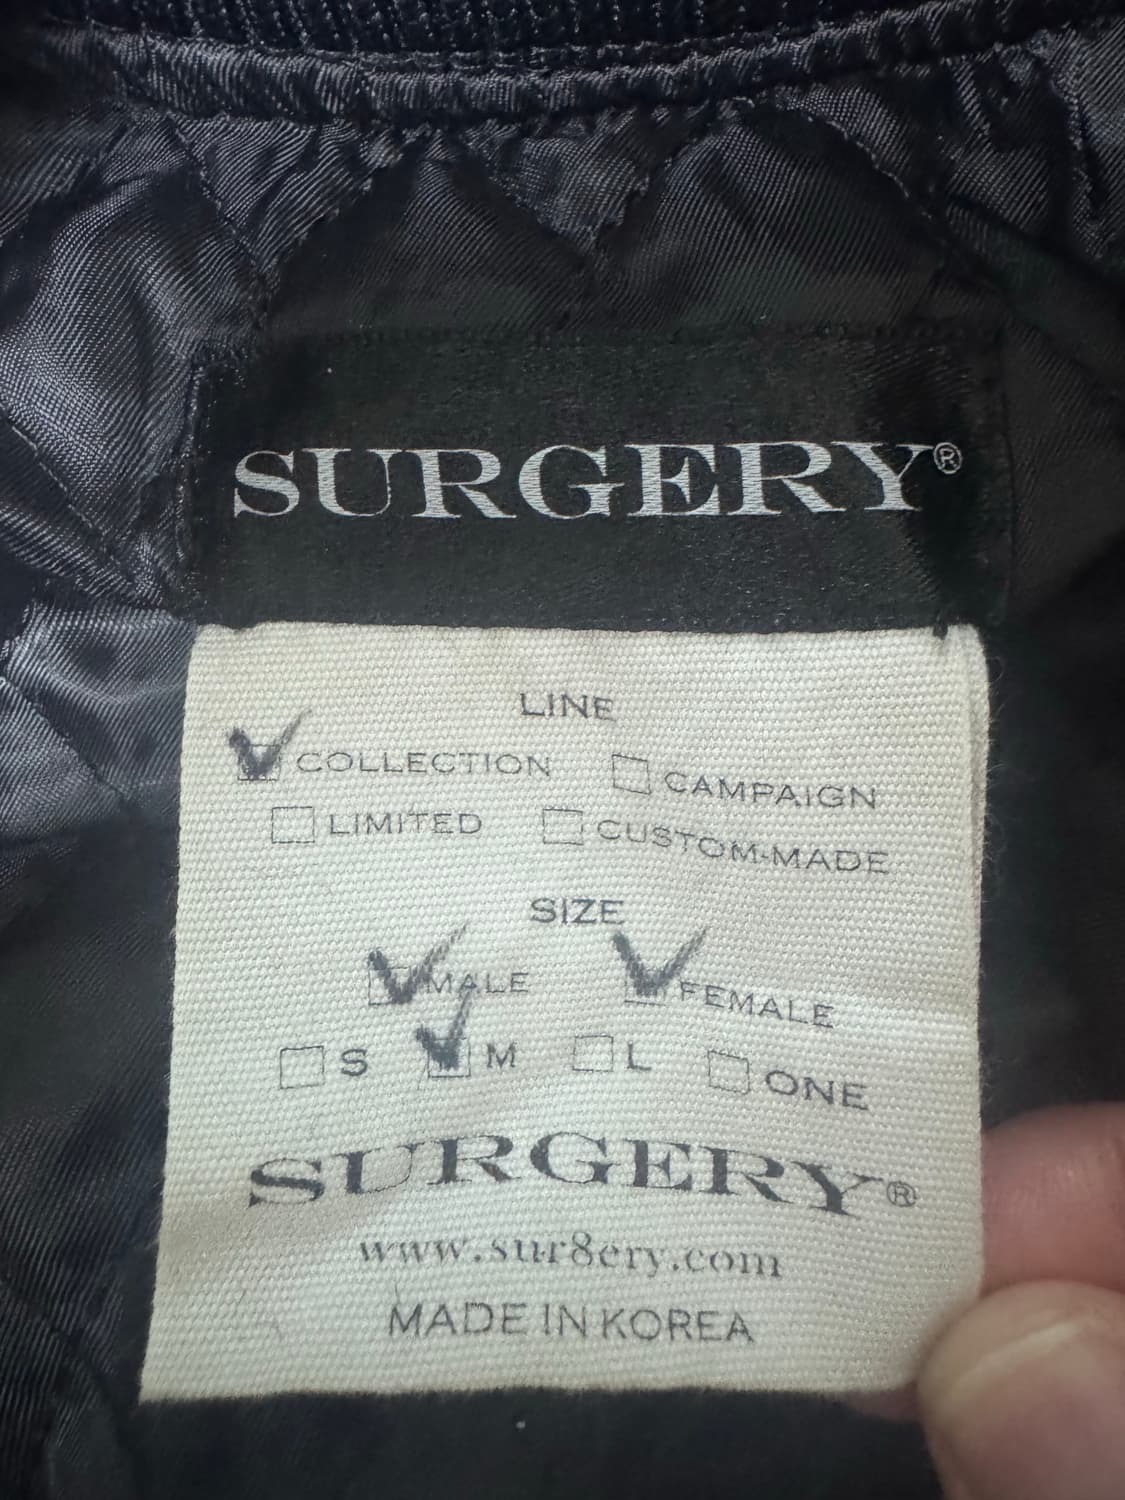 SURGERY®
LINE
☑ COLLECTION ☐ CAMPAIGN
☐ LIMITED ☐ CUSTOM-MADE
SIZE
☑ MALE ☑ FEMALE
☐ S ☑ M ☐ L ☐ ONE
SURGERY®
www.sur8ery.com
MADE IN KOREA